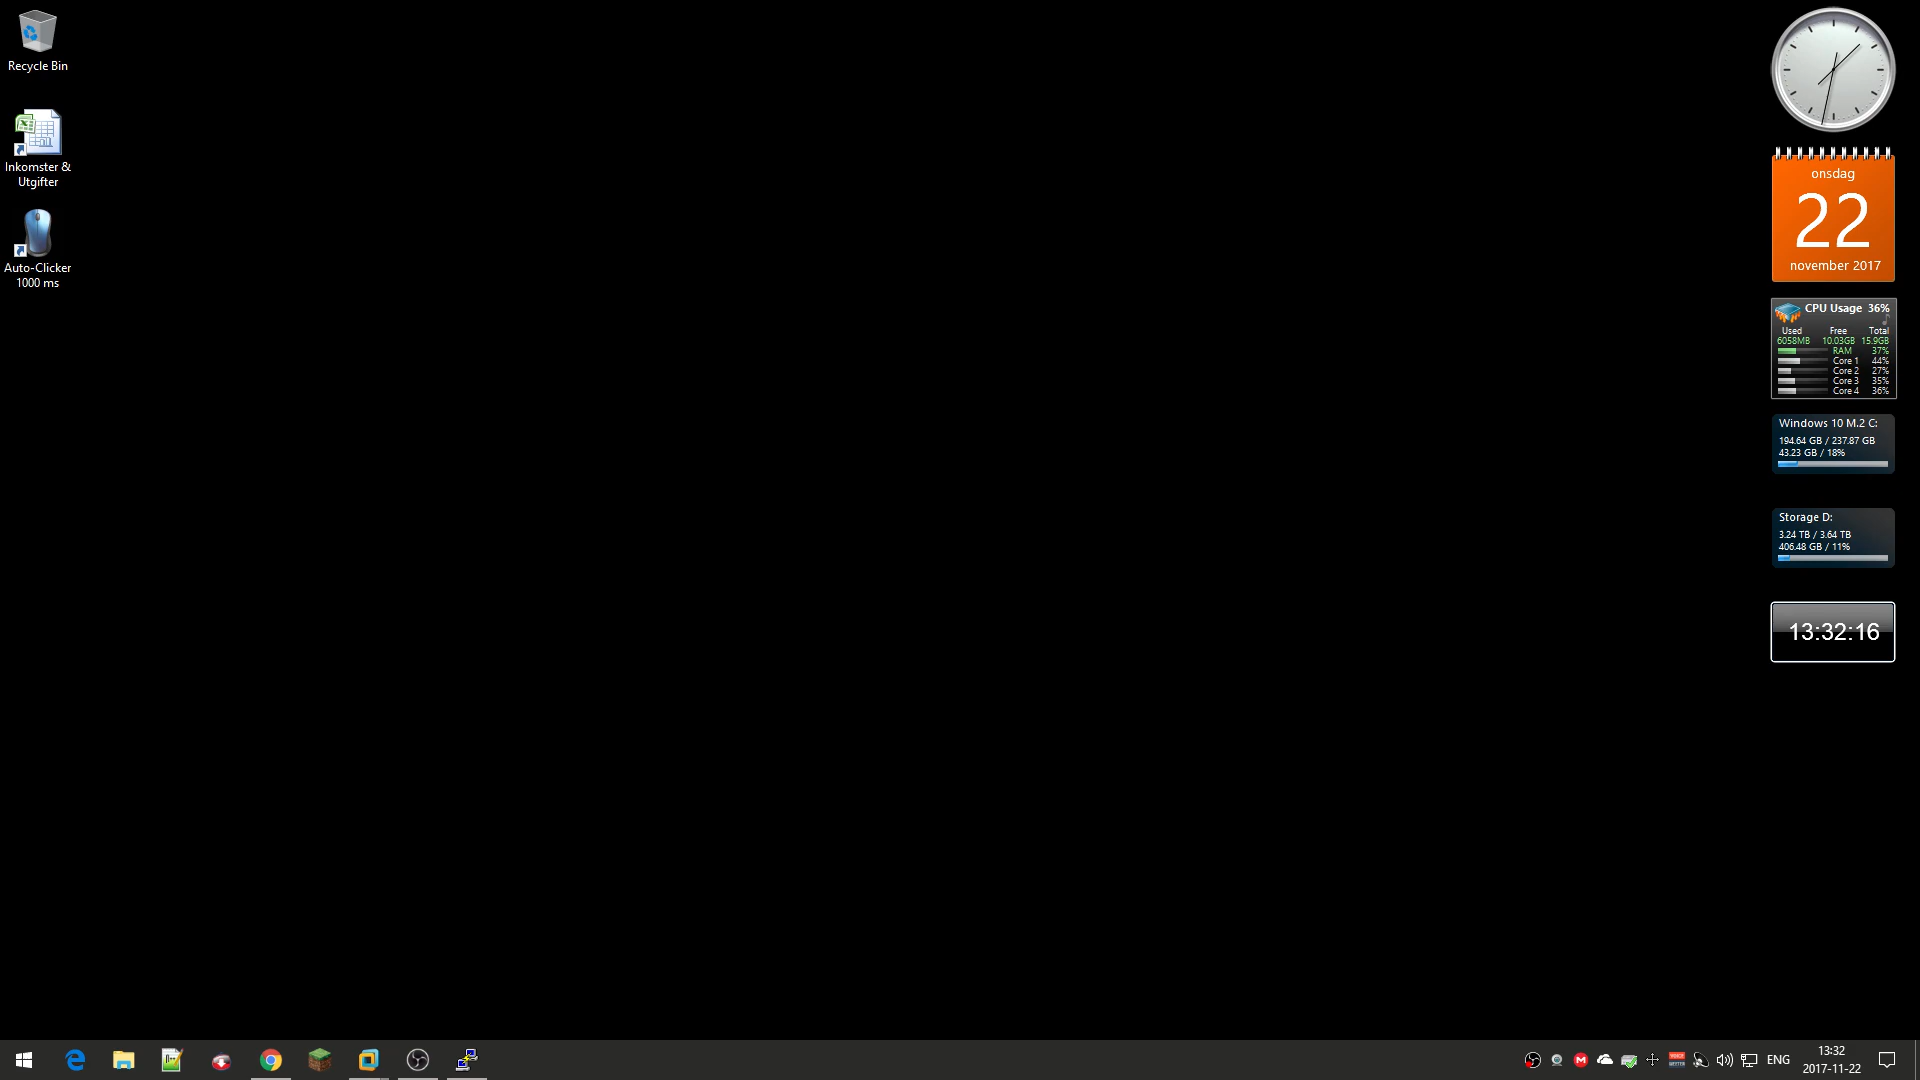 Recycle Bin
Inkomster &
Utgifter
Auto-Clicker
1000 ms
onsdag
22
november 2017
CPU Usage 36%
Used Free Total
6058MB 10.03GB 15.9GB
RAM 37%
Core 1 44%
Core 2 27%
Core 3 35%
Core 4 36%
Windows 10 M.2 C:
194.64 GB / 237.87 GB
43.23 GB / 18%
Storage D:
3.24 TB / 3.64 TB
406.48 GB / 11%
13:32:16
ENG
13:32
2017-11-22